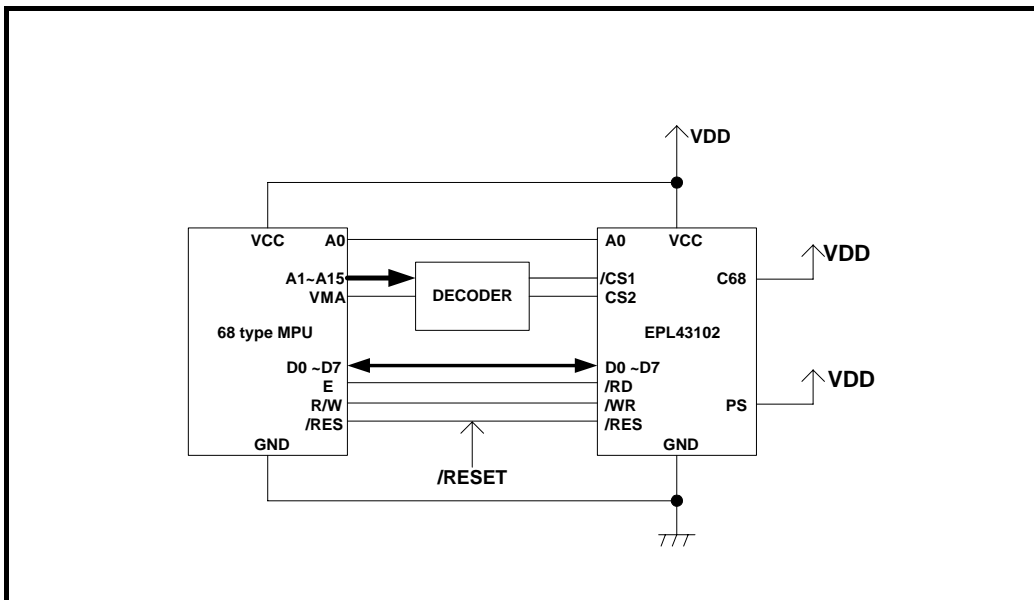 VDD
VCC A0 A0 VCC
VDD
A1~A15 /CS1 C68
DECODER
VMA CS2
68 type MPU EPL43102
D0 ~D7 D0 ~D7
VDD
E /RD
R/W /WR PS
/RES /RES
GND GND
/RESET